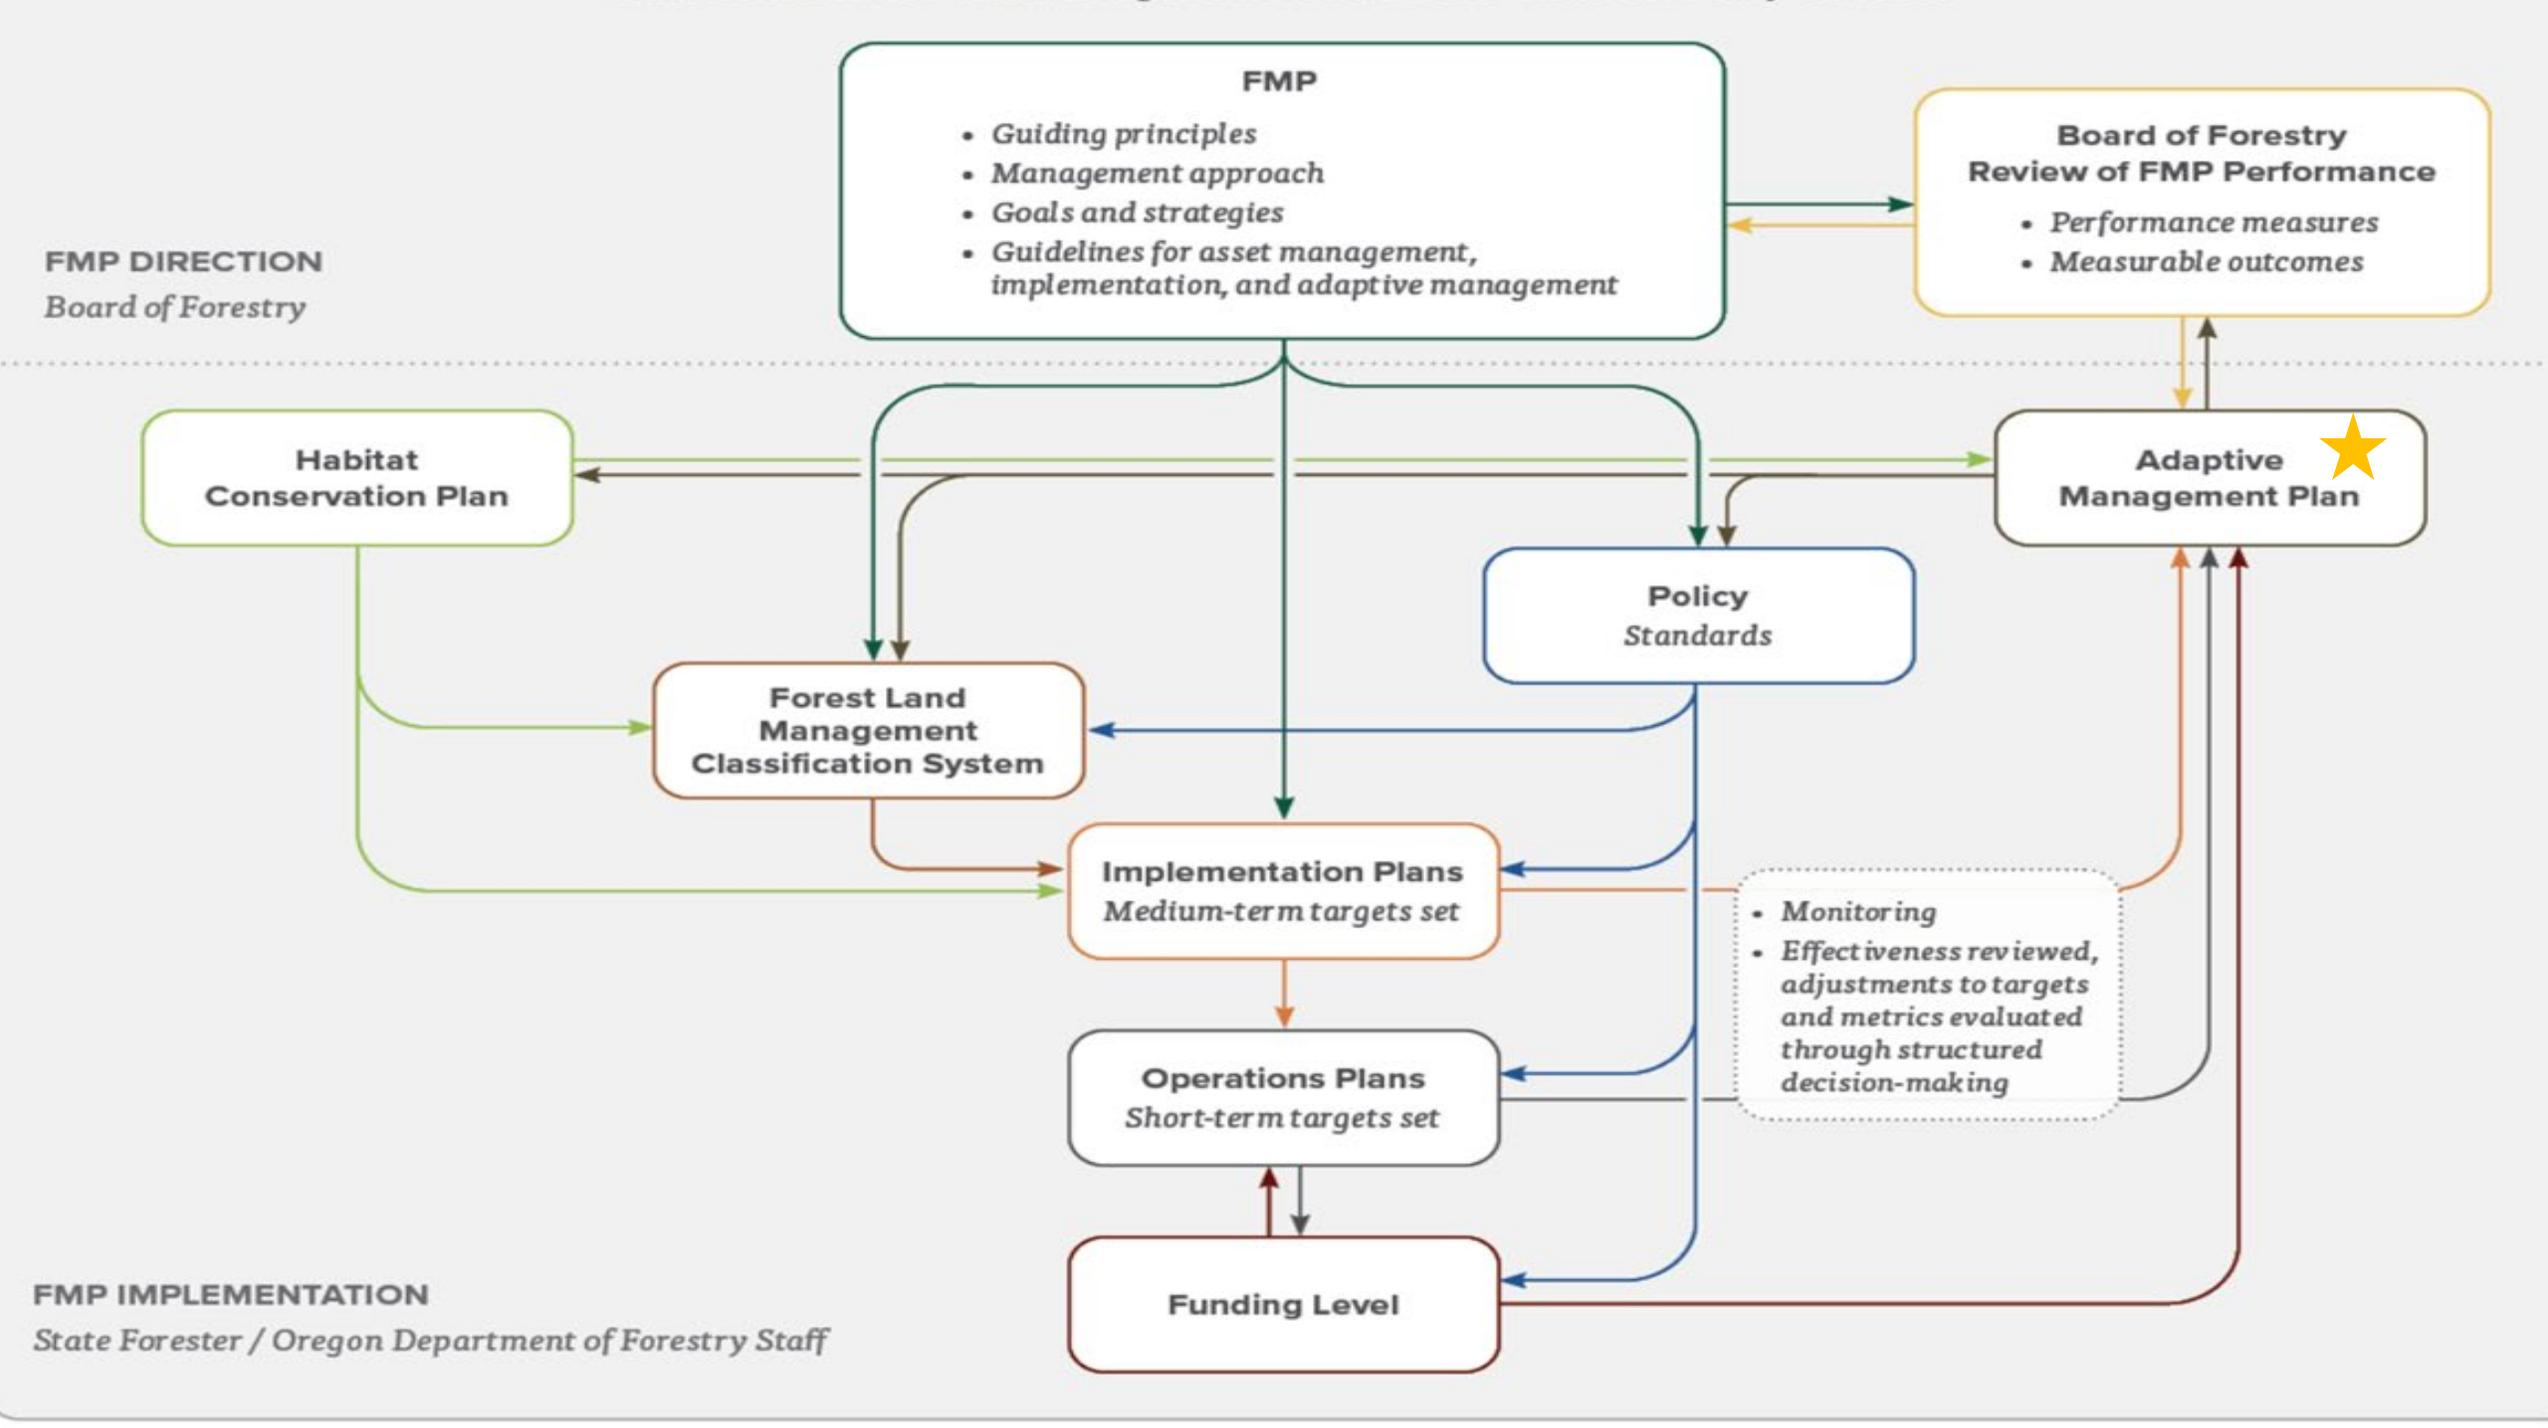 FMP
• Guiding principles
• Management approach
• Goals and strategies
• Guidelines for asset management,
implementation, and adaptive management
Board of Forestry
Review of FMP Performance
• Performance measures
• Measurable outcomes
FMP DIRECTION
Board of Forestry
Habitat
Conservation Plan
Adaptive
Management Plan
Policy
Standards
Forest Land
Management
Classification System
Implementation Plans
Medium-term targets set
• Monitoring
• Effectiveness reviewed,
adjustments to targets
and metrics evaluated
through structured
decision-making
Operations Plans
Short-term targets set
Funding Level
FMP IMPLEMENTATION
State Forester / Oregon Department of Forestry Staff